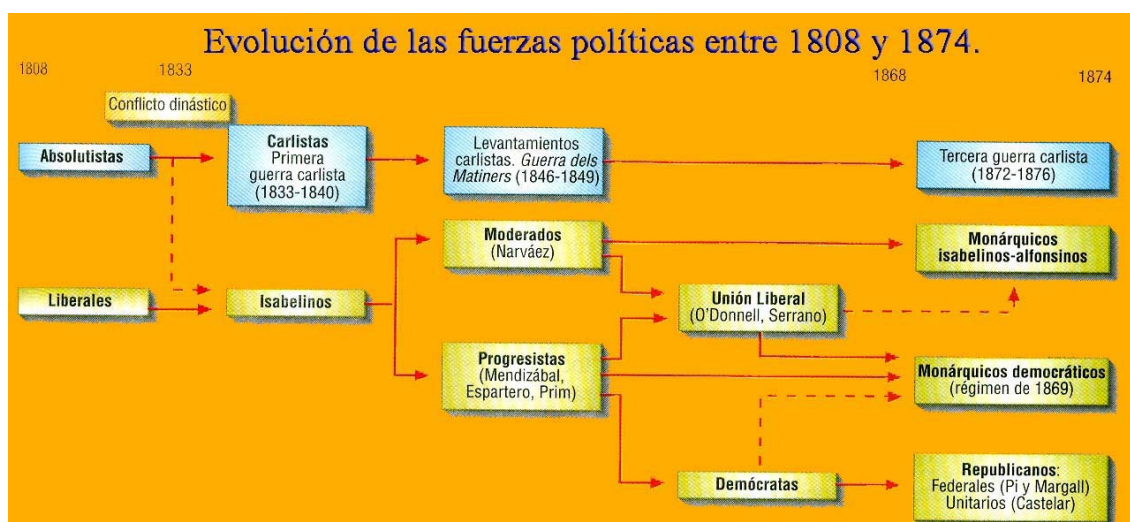 Evolución de las fuerzas políticas entre 1808 y 1874.
1808
1833
1868
1874
Conflicto dinástico
Absolutistas
Carlistas
Primera
guerra carlista
(1833-1840)
Levantamientos
carlistas. Guerra dels
Matiners (1846-1849)
Tercera guerra carlista
(1872-1876)
Moderados
(Narváez)
Monárquicos
isabelinos-alfonsinos
Liberales
Isabelinos
Unión Liberal
(O'Donnell, Serrano)
Progresistas
(Mendizábal,
Espartero, Prim)
Monárquicos democráticos
(régimen de 1869)
Demócratas
Republicanos:
Federales (Pi y Margall)
Unitarios (Castelar)